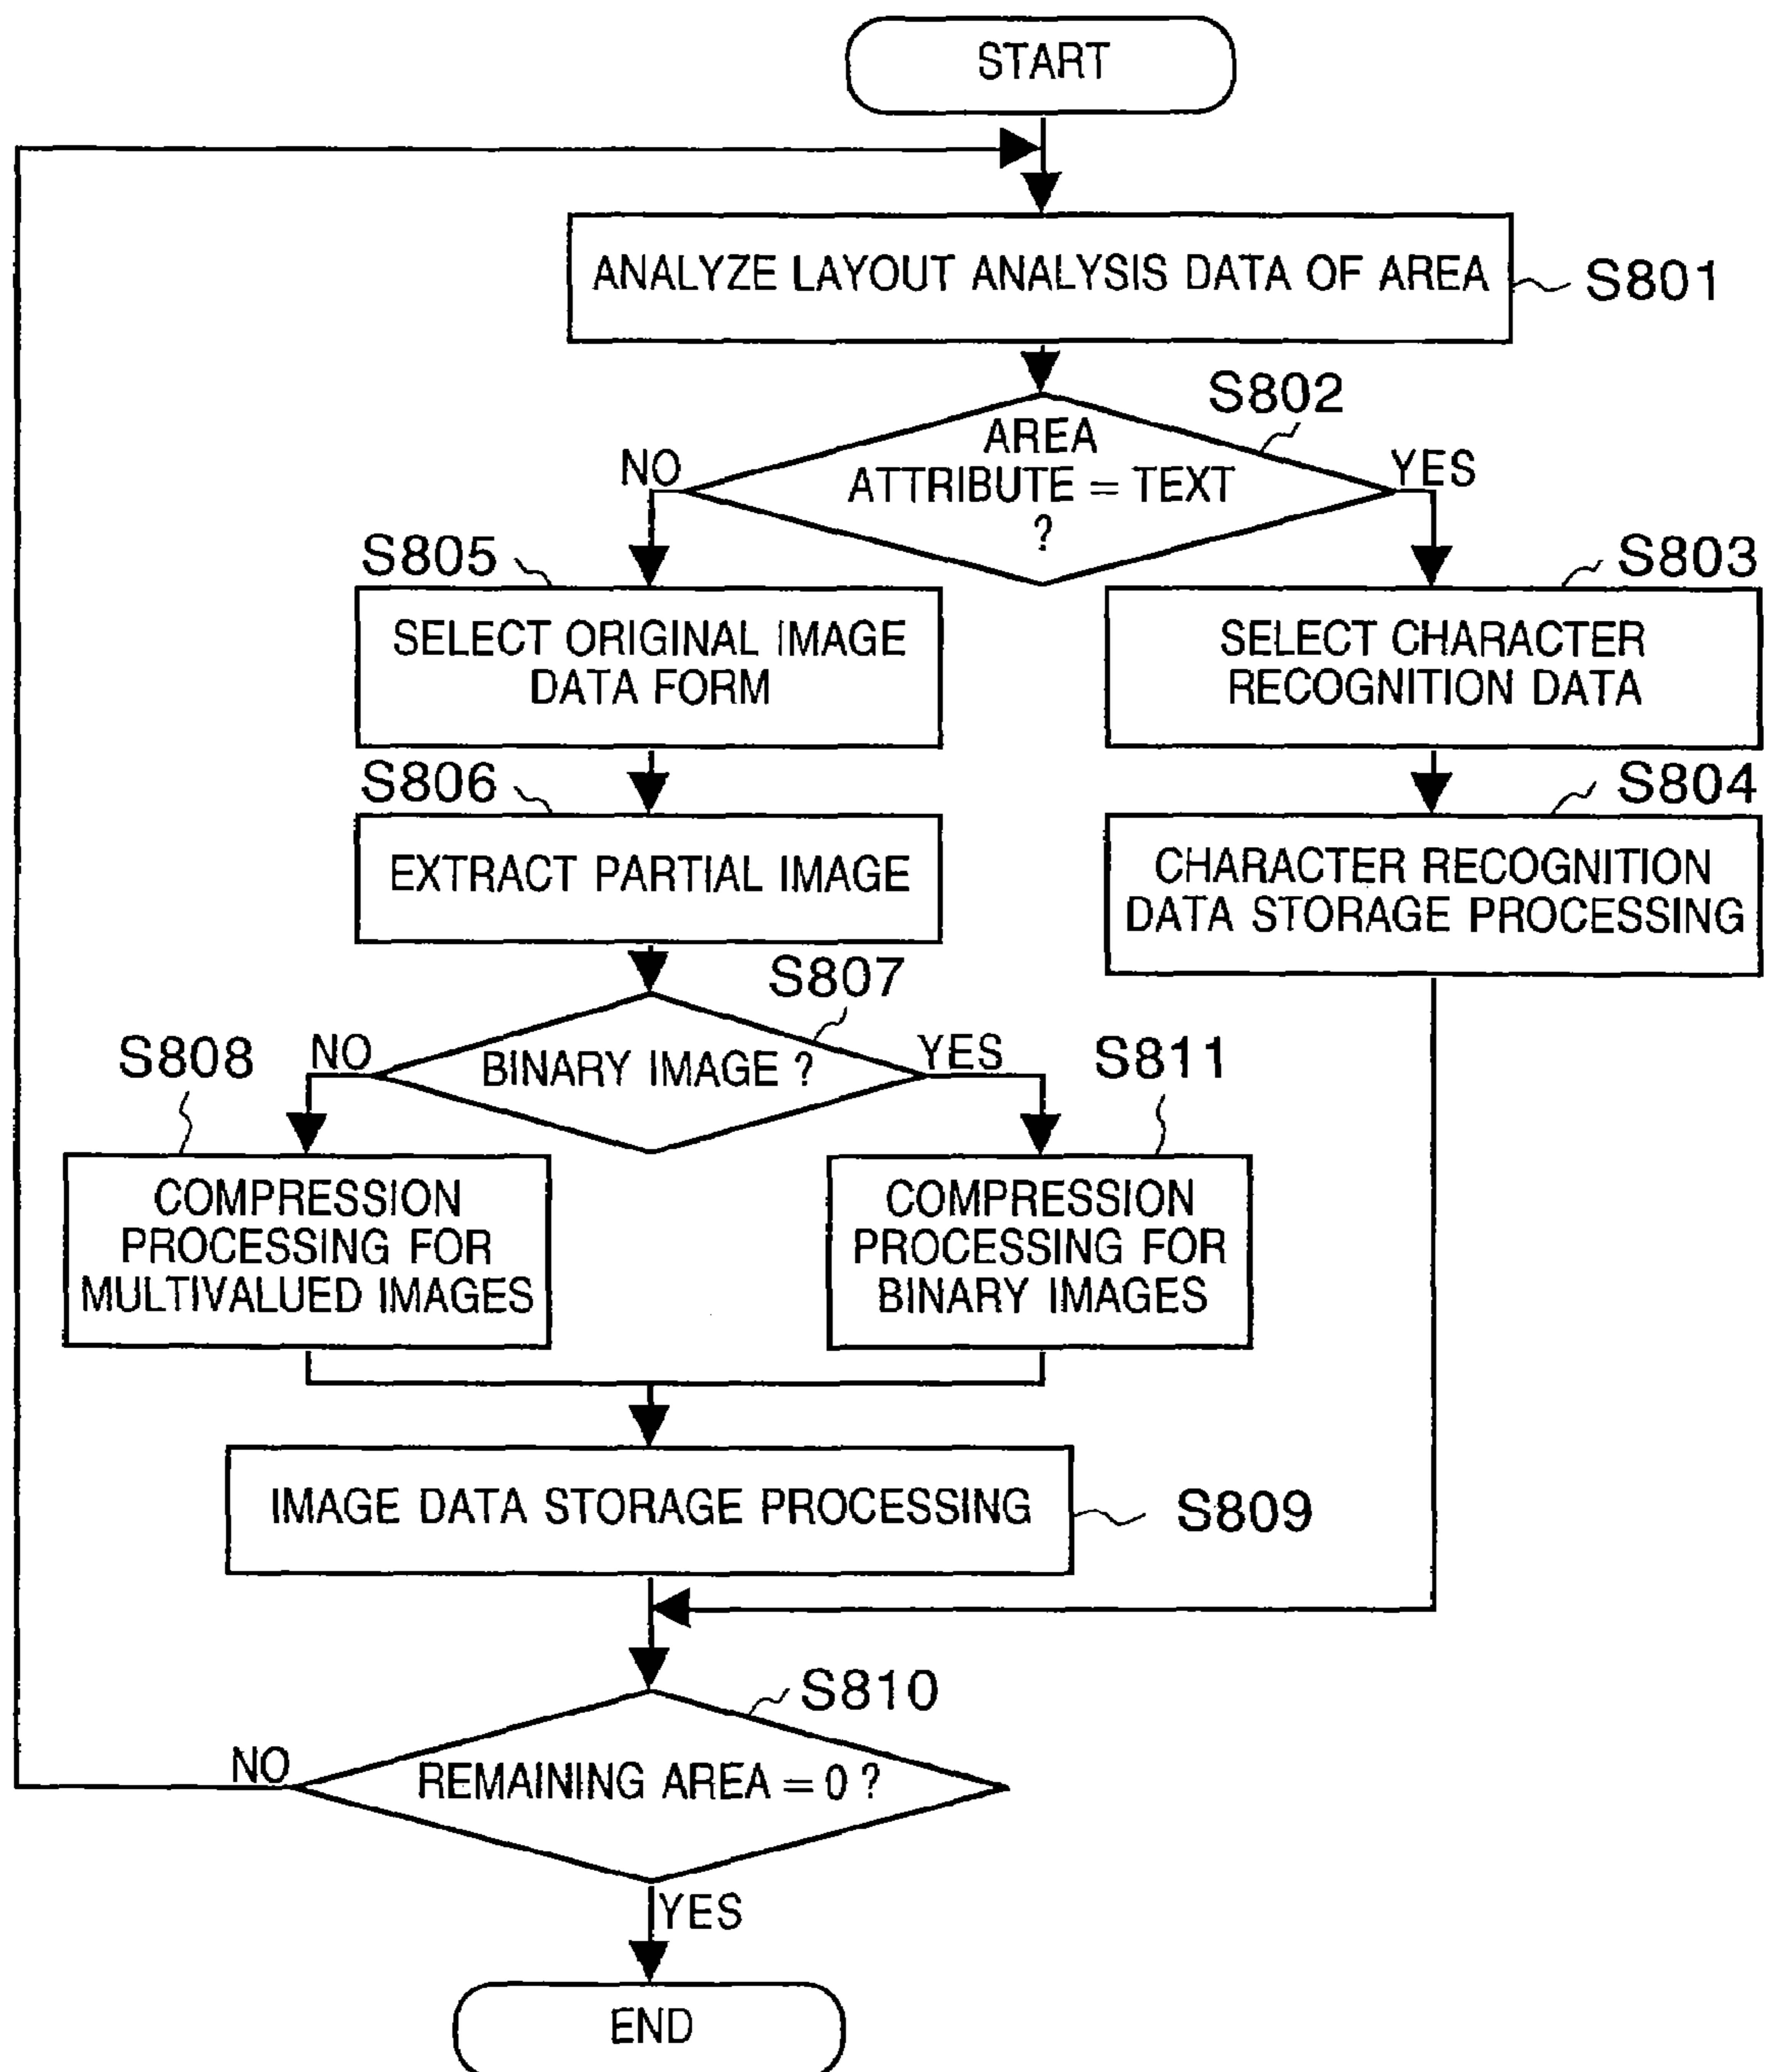 START
ANALYZE LAYOUT ANALYSIS DATA OF AREA
S801
S802
AREA
ATTRIBUTE = TEXT
?
NO
YES
S805
SELECT ORIGINAL IMAGE
DATA FORM
S803
SELECT CHARACTER
RECOGNITION DATA
S806
EXTRACT PARTIAL IMAGE
S804
CHARACTER RECOGNITION
DATA STORAGE PROCESSING
S807
BINARY IMAGE ?
NO
YES
S808
COMPRESSION
PROCESSING FOR
MULTIVALUED IMAGES
S811
COMPRESSION
PROCESSING FOR
BINARY IMAGES
IMAGE DATA STORAGE PROCESSING
S809
S810
REMAINING AREA = 0 ?
NO
YES
END